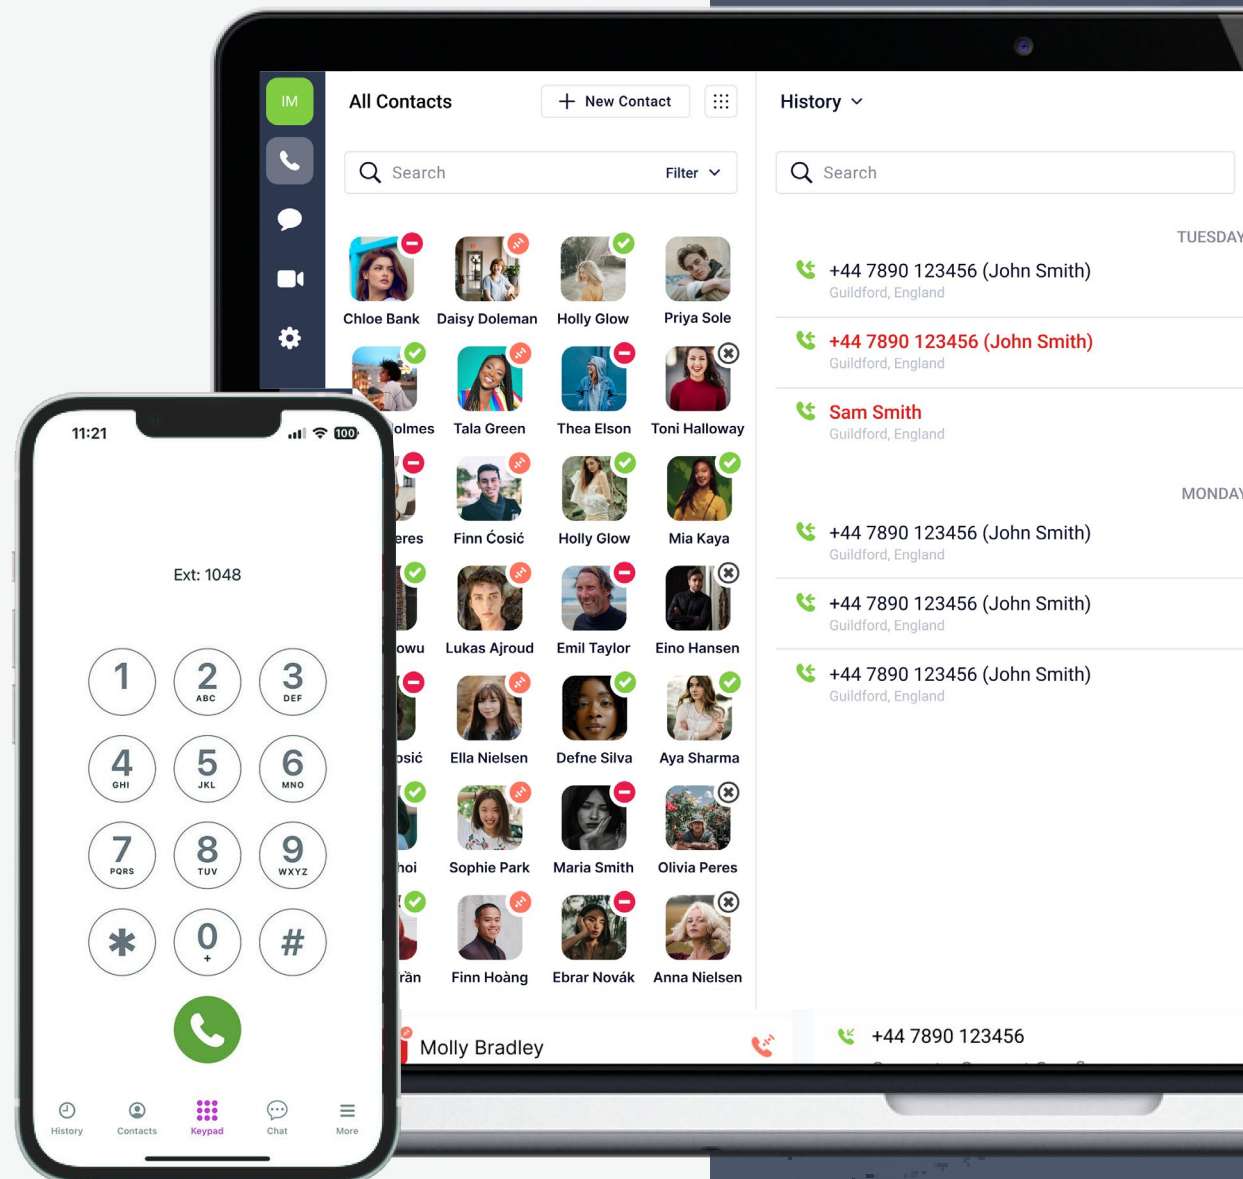 IM
All Contacts
+ New Contact
Search
Filter
Chloe Bank Daisy Doleman Holly Glow Priya Sole
olmes Tala Green Thea Elson Toni Halloway
eres Finn Ćosić Holly Glow Mia Kaya
owu Lukas Ajroud Emil Taylor Eino Hansen
osić Ella Nielsen Defne Silva Aya Sharma
hoi Sophie Park Maria Smith Olivia Peres
rần Finn Hoàng Ebrar Novák Anna Nielsen
Molly Bradley
History
Search
TUESDAY
+44 7890 123456 (John Smith)
Guildford, England
+44 7890 123456 (John Smith)
Guildford, England
Sam Smith
Guildford, England
MONDAY
+44 7890 123456 (John Smith)
Guildford, England
+44 7890 123456 (John Smith)
Guildford, England
+44 7890 123456 (John Smith)
Guildford, England
+44 7890 123456
11:21
100
Ext: 1048
1 2 3
ABC DEF
4 5 6
GHI JKL MNO
7 8 9
PQRS TUV WXYZ
* 0 #
+
History Contacts Keypad Chat More